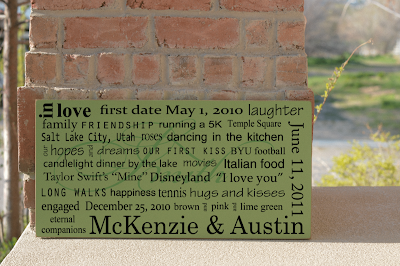 in love first date May 1, 2010 laughter
family FRIENDSHIP running a 5K Temple Square
Salt Lake City, Utah roses dancing in the kitchen
hopes and dreams OUR FIRST KISS BYU football
candlelight dinner by the lake movies Italian food
Taylor Swift's "Mine" Disneyland "I love you"
LONG WALKS happiness tennis hugs and kisses
engaged December 25, 2010 brown pink lime green
eternal companions McKenzie & Austin
June 11, 2011